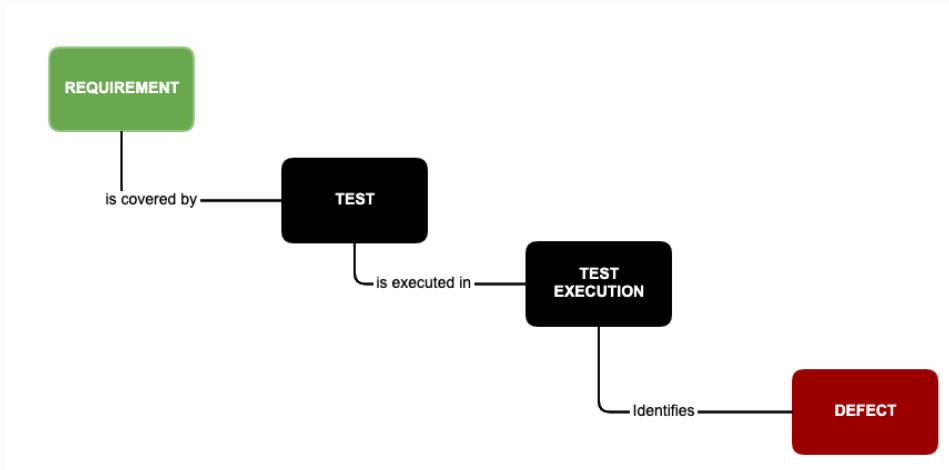 REQUIREMENT
is covered by
TEST
is executed in
TEST
EXECUTION
Identifies
DEFECT